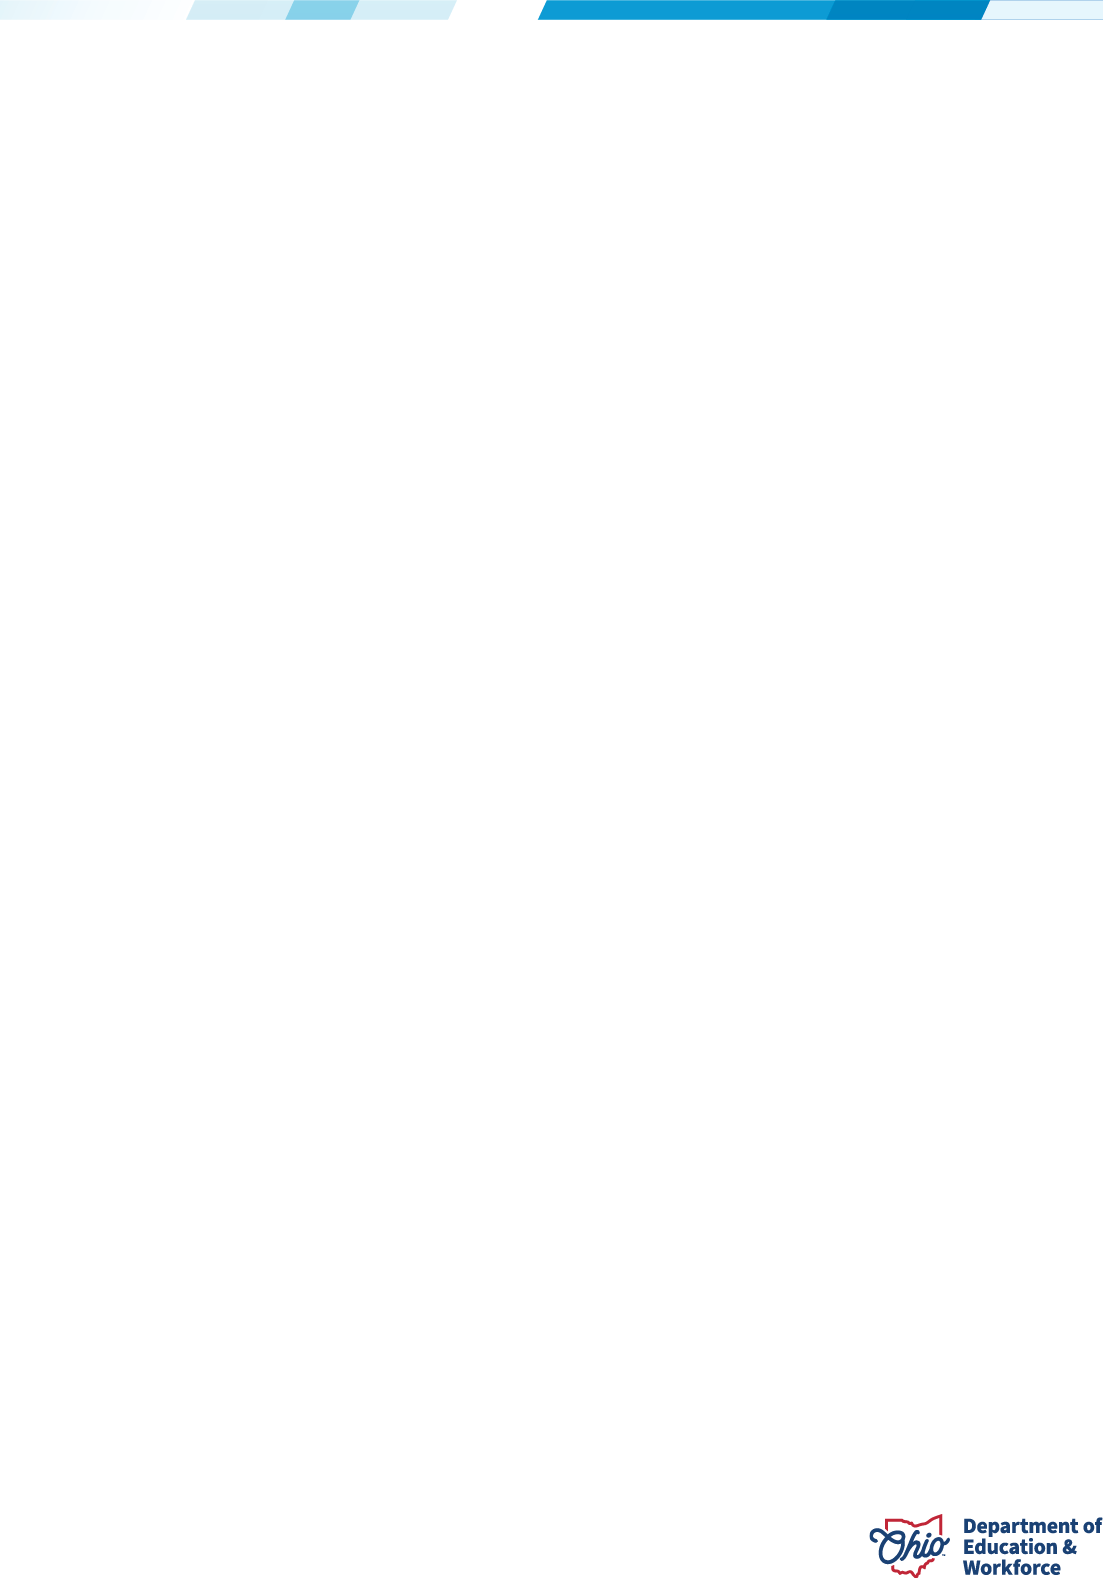 Ohio
Department of
Education &
Workforce